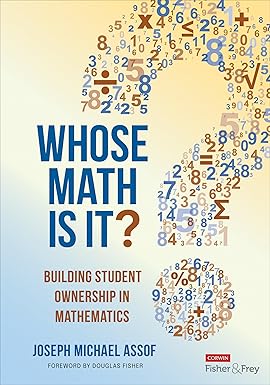 WHOSE
MATH
IS IT?
BUILDING STUDENT
OWNERSHIP IN
MATHEMATICS
JOSEPH MICHAEL ASSOF
FOREWORD BY DOUGLAS FISHER
CORWIN
Fisher & Frey